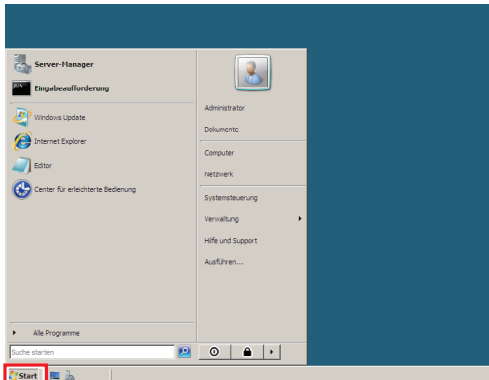 Server-Manager
Eingabeaufforderung
Windows Update
Internet Explorer
Editor
Center für erleichterte Bedienung
Alle Programme
Suche starten
Administrator
Dokumente
Computer
Netzwerk
Systemsteuerung
Verwaltung
Hilfe und Support
Ausführen...
Start